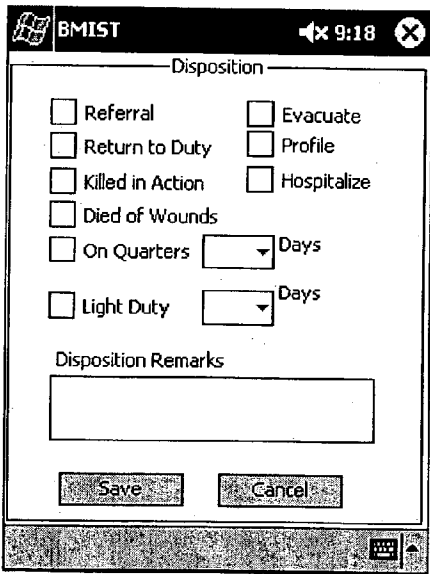 BMIST 9:18
Disposition
Referral Evacuate
Return to Duty Profile
Killed in Action Hospitalize
Died of Wounds
On Quarters Days
Light Duty Days
Disposition Remarks
Save Cancel